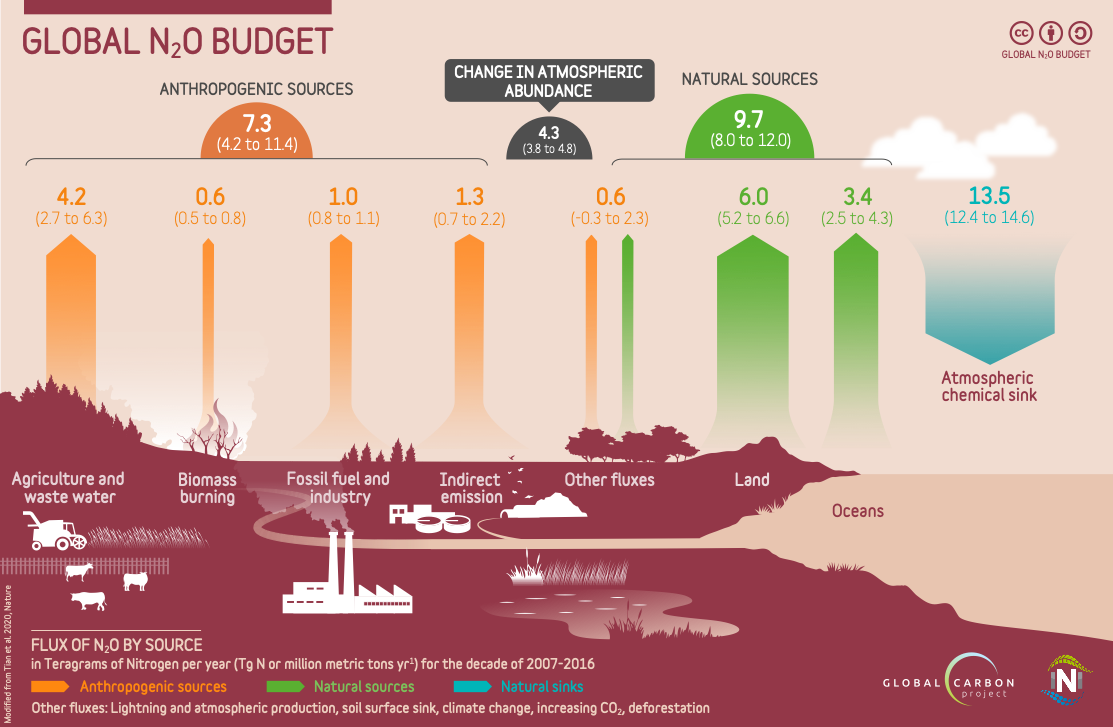 GLOBAL N₂O BUDGET
cc
GLOBAL N₂O BUDGET
ANTHROPOGENIC SOURCES
CHANGE IN ATMOSPHERIC
ABUNDANCE
NATURAL SOURCES
7.3
(4.2 to 11.4)
4.3
(3.8 to 4.8)
9.7
(8.0 to 12.0)
4.2
(2.7 to 6.3)
0.6
(0.5 to 0.8)
1.0
(0.8 to 1.1)
1.3
(0.7 to 2.2)
0.6
(-0.3 to 2.3)
6.0
(5.2 to 6.6)
3.4
(2.5 to 4.3)
13.5
(12.4 to 14.6)
Atmospheric
chemical sink
Agriculture and
waste water
Biomass
burning
Fossil fuel and
industry
Indirect
emission
Other fluxes
Land
Oceans
Modified from Tian et al. 2020, Nature
FLUX OF N₂O BY SOURCE
in Teragrams of Nitrogen per year (Tg N or million metric tons yr¹) for the decade of 2007-2016
Anthropogenic sources
Natural sources
Natural sinks
Other fluxes: Lightning and atmospheric production, soil surface sink, climate change, increasing CO₂, deforestation
GLOBAL CARBON
project
N